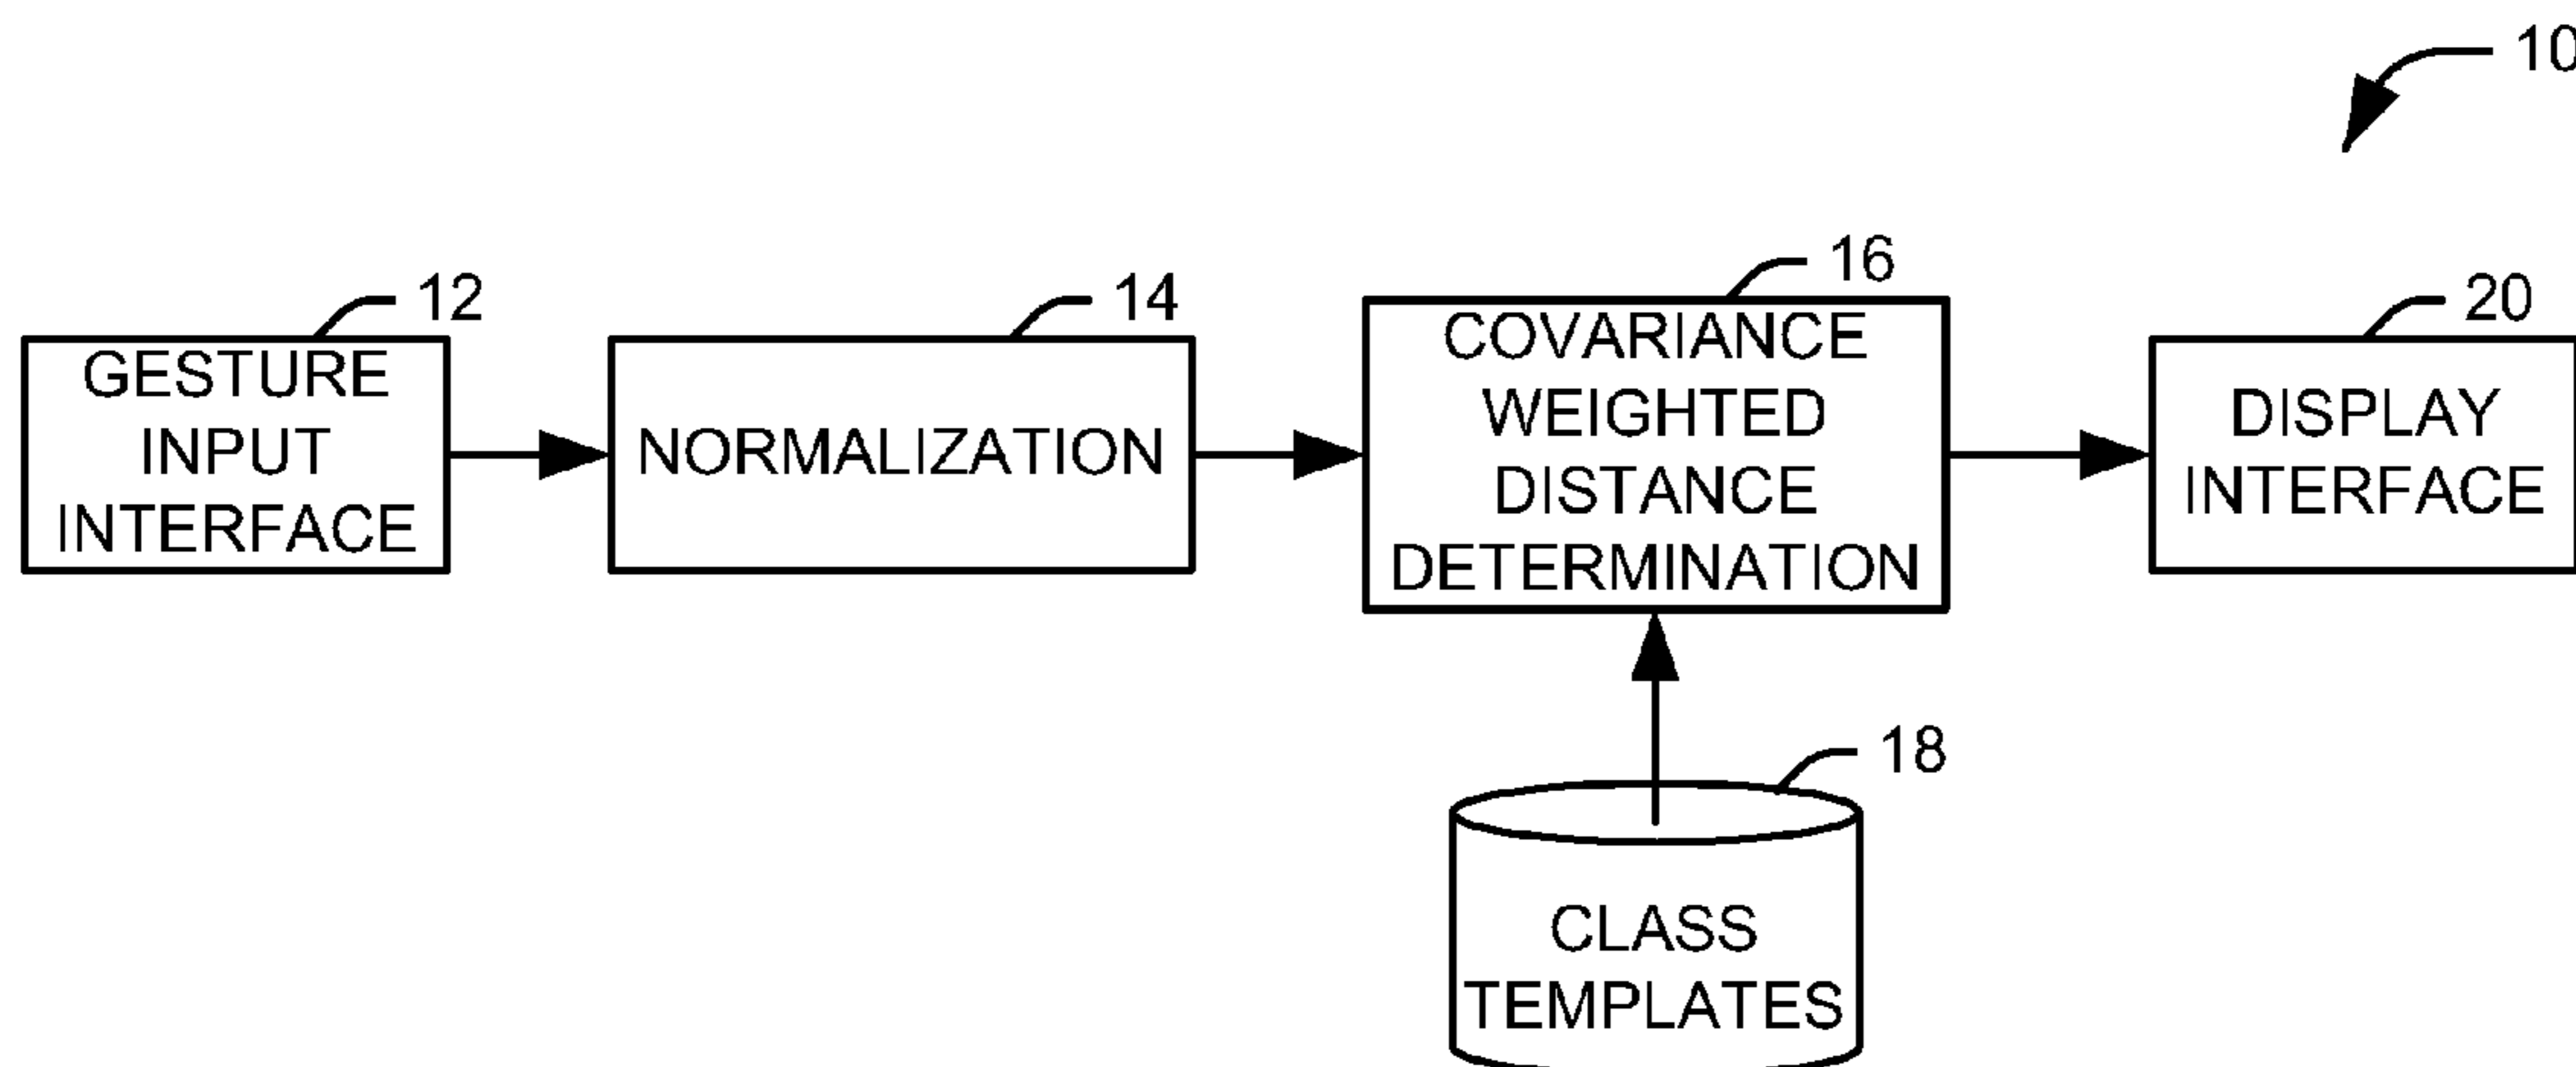 10
12
GESTURE
INPUT
INTERFACE
14
NORMALIZATION
16
COVARIANCE
WEIGHTED
DISTANCE
DETERMINATION
20
DISPLAY
INTERFACE
18
CLASS
TEMPLATES